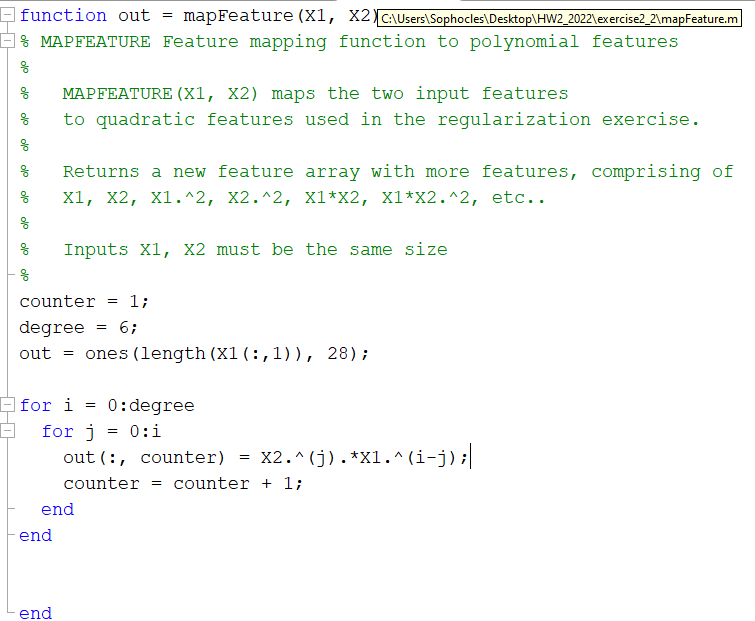 function out = mapFeature(X1, X2) C:\Users\Sophocles\Desktop\HW2_2022\exercise2_2\mapFeature.m
% MAPFEATURE Feature mapping function to polynomial features
%
%   MAPFEATURE(X1, X2) maps the two input features
%   to quadratic features used in the regularization exercise.
%
%   Returns a new feature array with more features, comprising of
%   X1, X2, X1.^2, X2.^2, X1*X2, X1*X2.^2, etc..
%
%   Inputs X1, X2 must be the same size
%
counter = 1;
degree = 6;
out = ones(length(X1(:,1)), 28);
for i = 0:degree
  for j = 0:i
    out(:, counter) = X2.^(j).*X1.^(i-j);
    counter = counter + 1;
  end
end
end